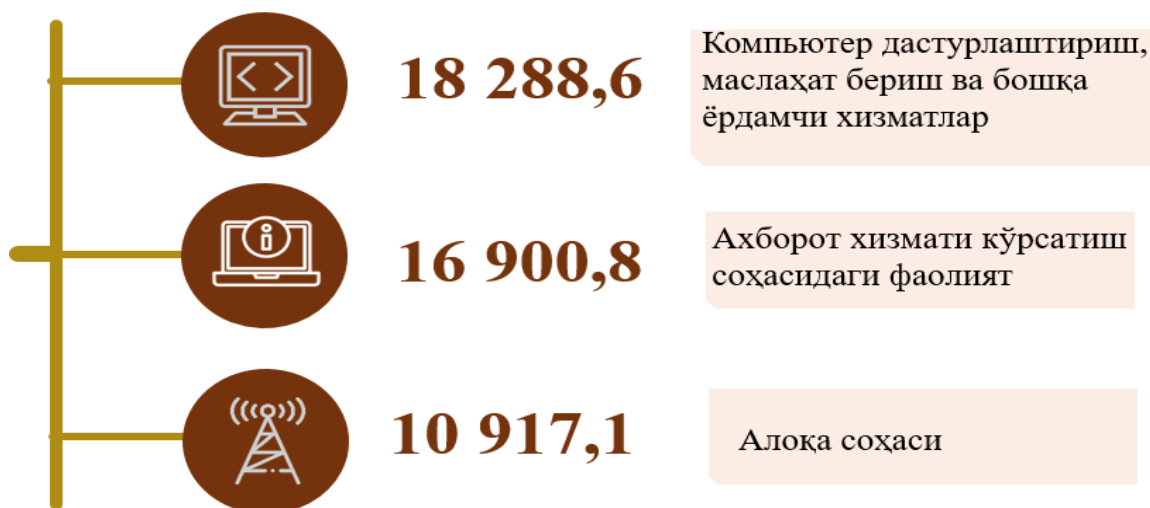 18 288,6
Компьютер дастурлаштириш,
маслаҳат бериш ва бошқа
ёрдамчи хизматлар
16 900,8
Ахборот хизмати кўрсатиш
соҳасидаги фаолият
10 917,1
Алоқа соҳаси